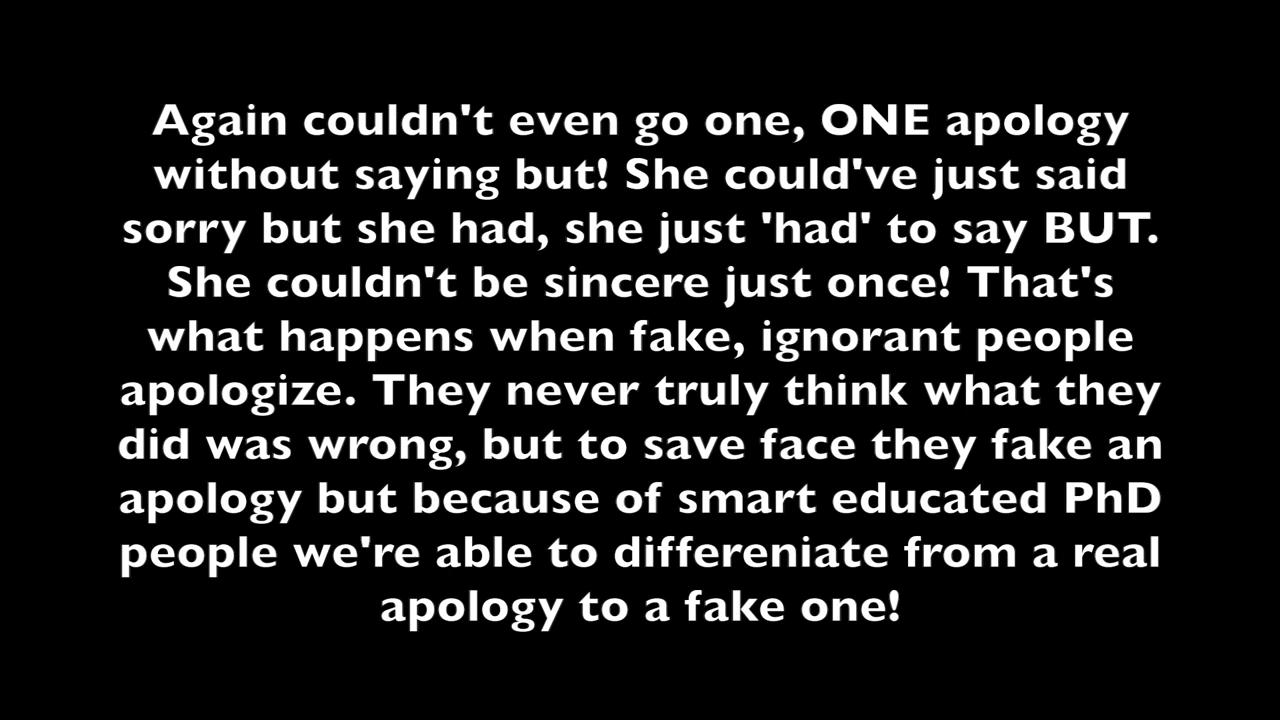 Again couldn't even go one, ONE apology
without saying but! She could've just said
sorry but she had, she just 'had' to say BUT.
She couldn't be sincere just once! That's
what happens when fake, ignorant people
apologize. They never truly think what they
did was wrong, but to save face they fake an
apology but because of smart educated PhD
people we're able to differeniate from a real
apology to a fake one!